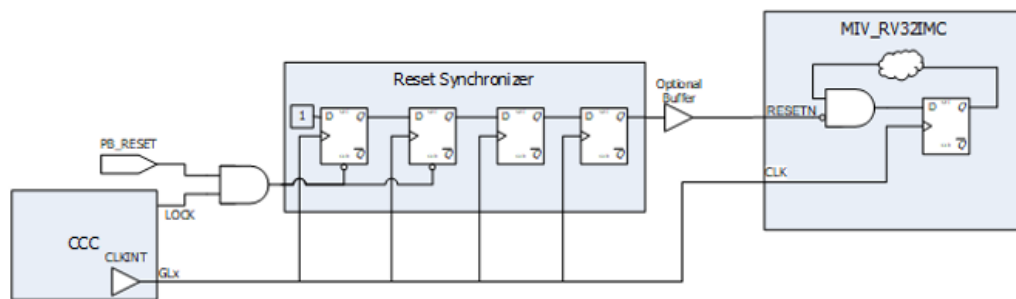 MIV_RV32IMC
Reset Synchronizer
Optional
Buffer
1
D Q
Q
D Q
Q
D Q
Q
D Q
Q
D Q
Q
RESETN
PB_RESET
CLK
LOCK
CCC
CLKINT
GLx